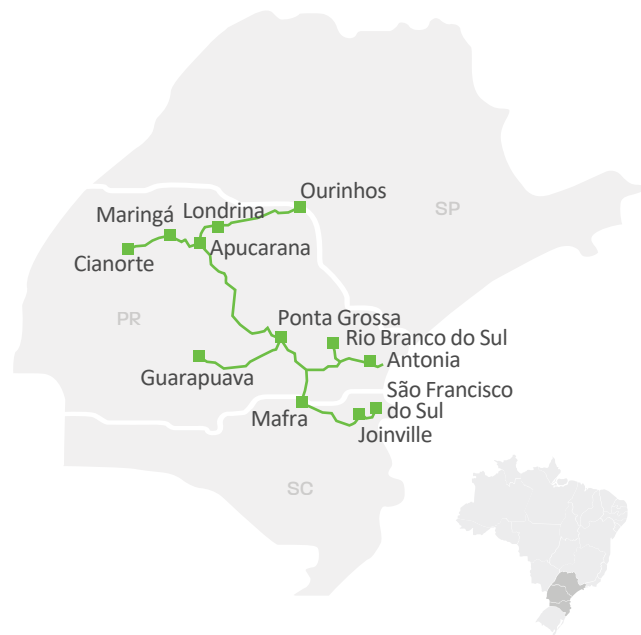 Ourinhos
SP
Londrina
Maringá
Apucarana
Cianorte
PR
Ponta Grossa
Rio Branco do Sul
Antonia
Guarapuava
São Francisco
do Sul
Mafra
Joinville
SC